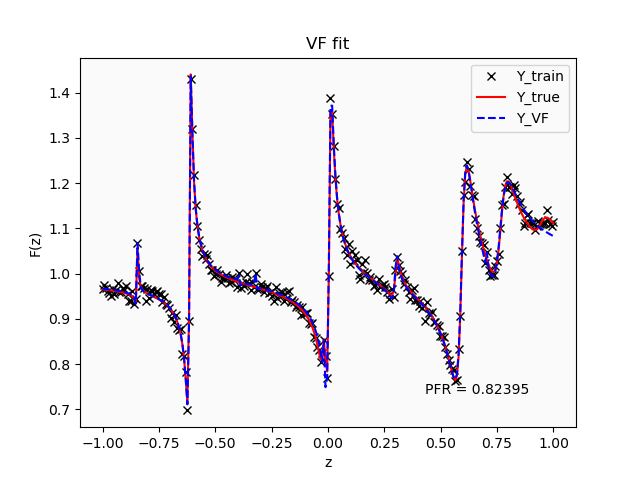 VF fit
Y_train
Y_true
Y_VF
PFR = 0.82395
F(z)
1.4
1.3
1.2
1.1
1.0
0.9
0.8
0.7
−1.00 −0.75 −0.50 −0.25 0.00 0.25 0.50 0.75 1.00
z